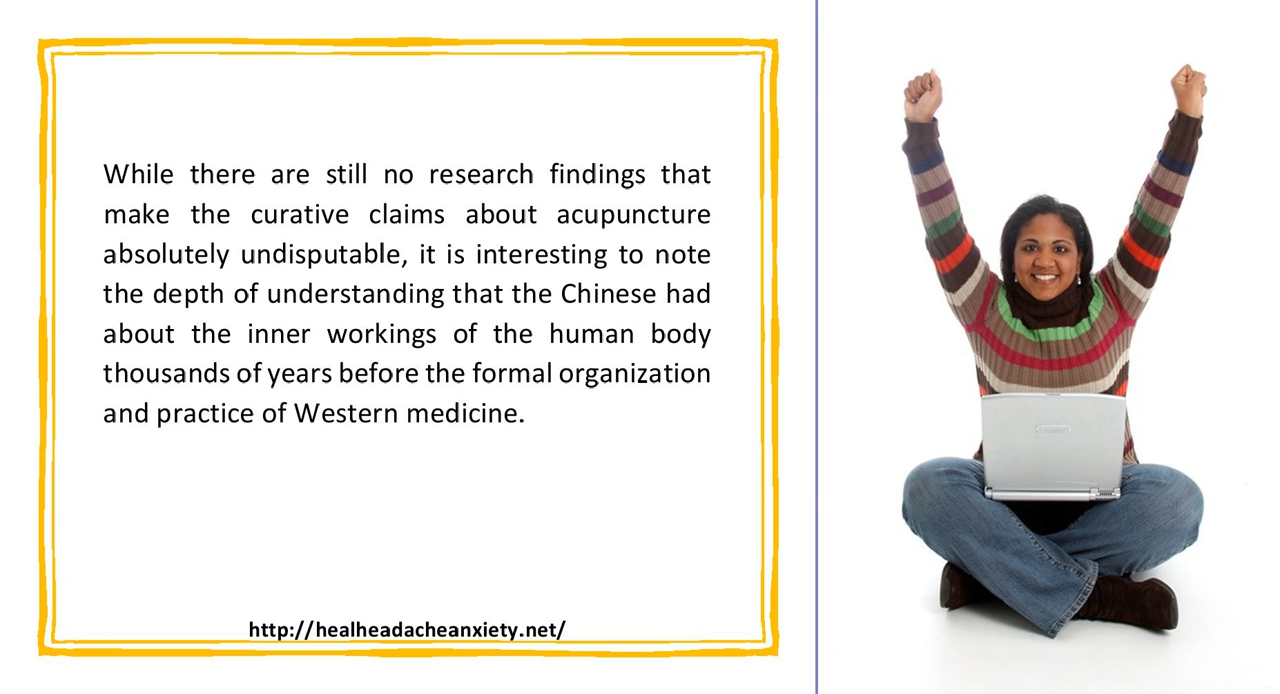 While there are still no research findings that
make the curative claims about acupuncture
absolutely undisputable, it is interesting to note
the depth of understanding that the Chinese had
about the inner workings of the human body
thousands of years before the formal organization
and practice of Western medicine.
http://healheadacheanxiety.net/